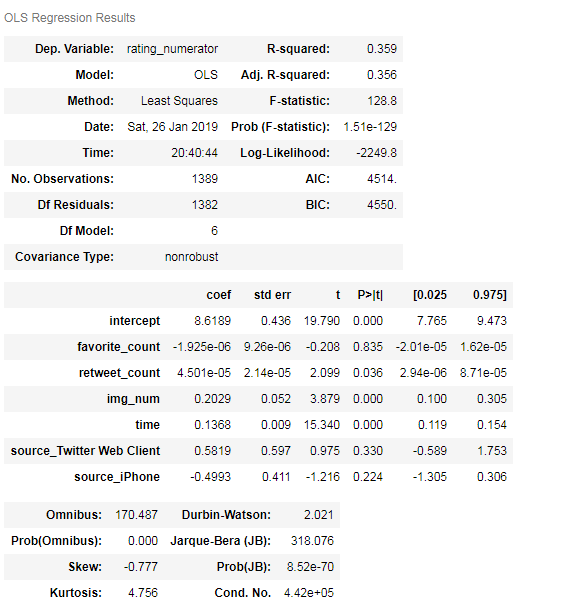 OLS Regression Results
Dep. Variable: rating_numerator R-squared: 0.359
Model: OLS Adj. R-squared: 0.356
Method: Least Squares F-statistic: 128.8
Date: Sat, 26 Jan 2019 Prob (F-statistic): 1.51e-129
Time: 20:40:44 Log-Likelihood: -2249.8
No. Observations: 1389 AIC: 4514.
Df Residuals: 1382 BIC: 4550.
Df Model: 6
Covariance Type: nonrobust
coef std err t P>|t| [0.025 0.975]
intercept 8.6189 0.436 19.790 0.000 7.765 9.473
favorite_count -1.925e-06 9.26e-06 -0.208 0.835 -2.01e-05 1.62e-05
retweet_count 4.501e-05 2.14e-05 2.099 0.036 2.94e-06 8.71e-05
img_num 0.2029 0.052 3.879 0.000 0.100 0.305
time 0.1368 0.009 15.340 0.000 0.119 0.154
source_Twitter Web Client 0.5819 0.597 0.975 0.330 -0.589 1.753
source_iPhone -0.4993 0.411 -1.216 0.224 -1.305 0.306
Omnibus: 170.487 Durbin-Watson: 2.021
Prob(Omnibus): 0.000 Jarque-Bera (JB): 318.076
Skew: -0.777 Prob(JB): 8.52e-70
Kurtosis: 4.756 Cond. No. 4.42e+05